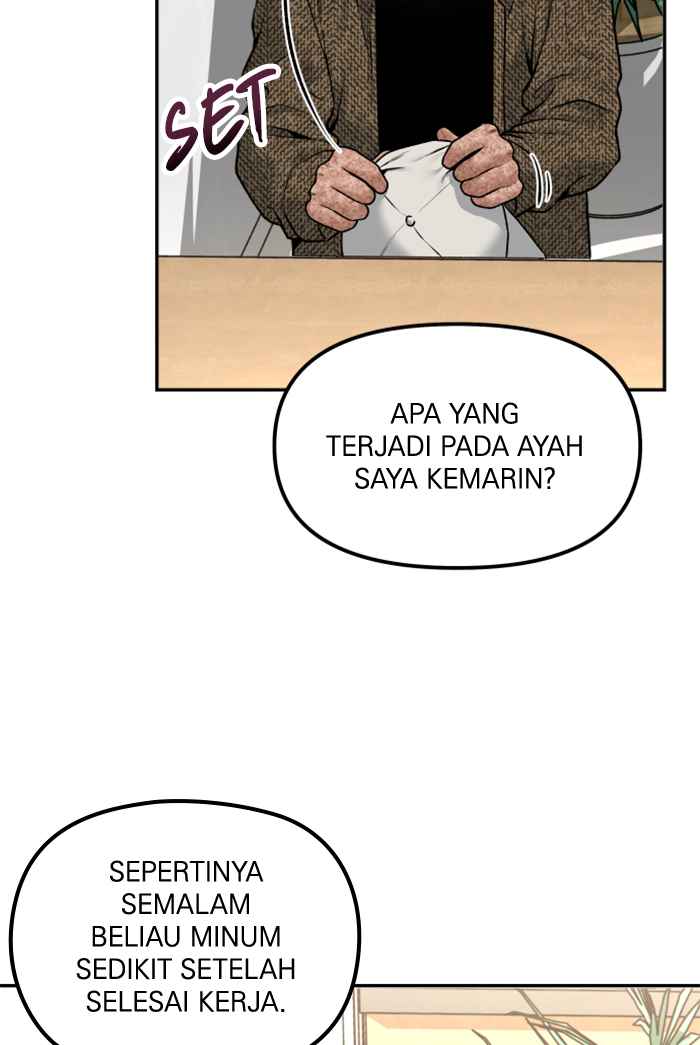 SET
APA YANG
TERJADI PADA AYAH
SAYA KEMARIN?
SEPERTINYA
SEMALAM
BELIAU MINUM
SEDIKIT SETELAH
SELESAI KERJA.